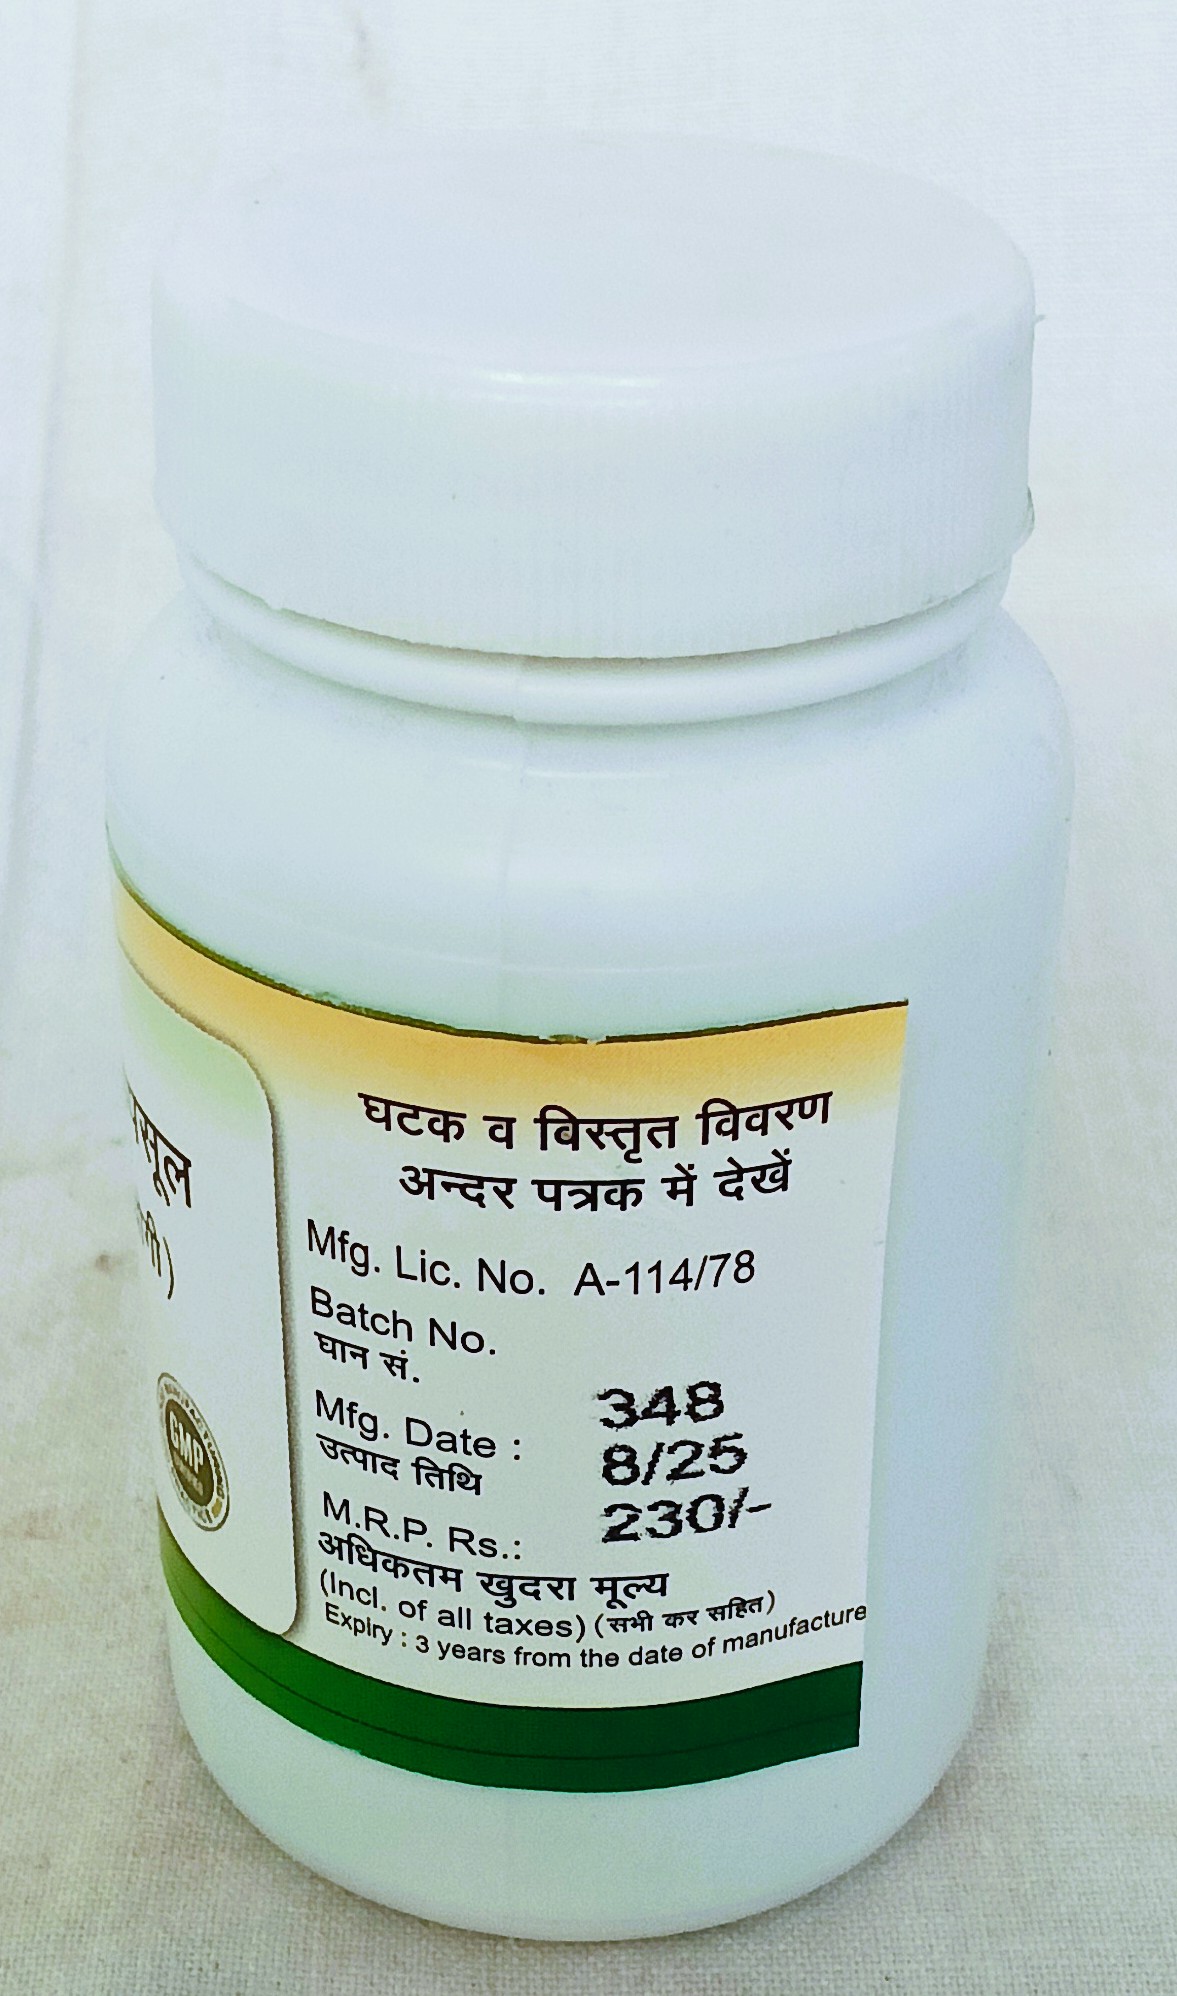 घटक व विस्तृत विवरण
अन्दर पत्रक में देखें
Mfg. Lic. No. A-114/78
Batch No.
घान सं.
348
Mfg. Date :
8/25
उत्पाद तिथि
M.R.P. Rs.:
230/-
अधिकतम खुदरा मूल्य
(Incl. of all taxes) (सभी कर सहित)
Expiry : 3 years from the date of manufacture
GMP